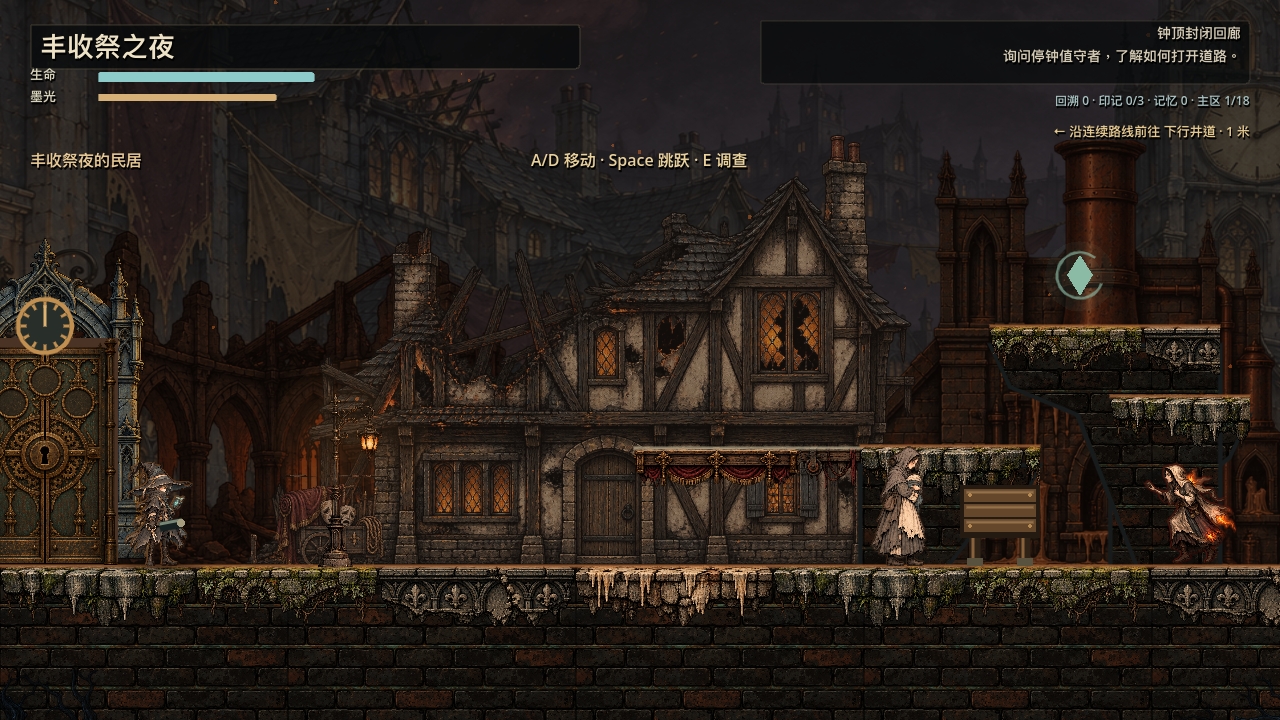 丰收祭之夜
生命
墨光
丰收祭夜的民居
A/D 移动 · Space 跳跃 · E 调查
钟顶封闭回廊
询问停钟值守者，了解如何打开道路。
回溯 0 · 印记 0/3 · 记忆 0 · 主区 1/18
← 沿连续路线前往 下行井道 · 1 米